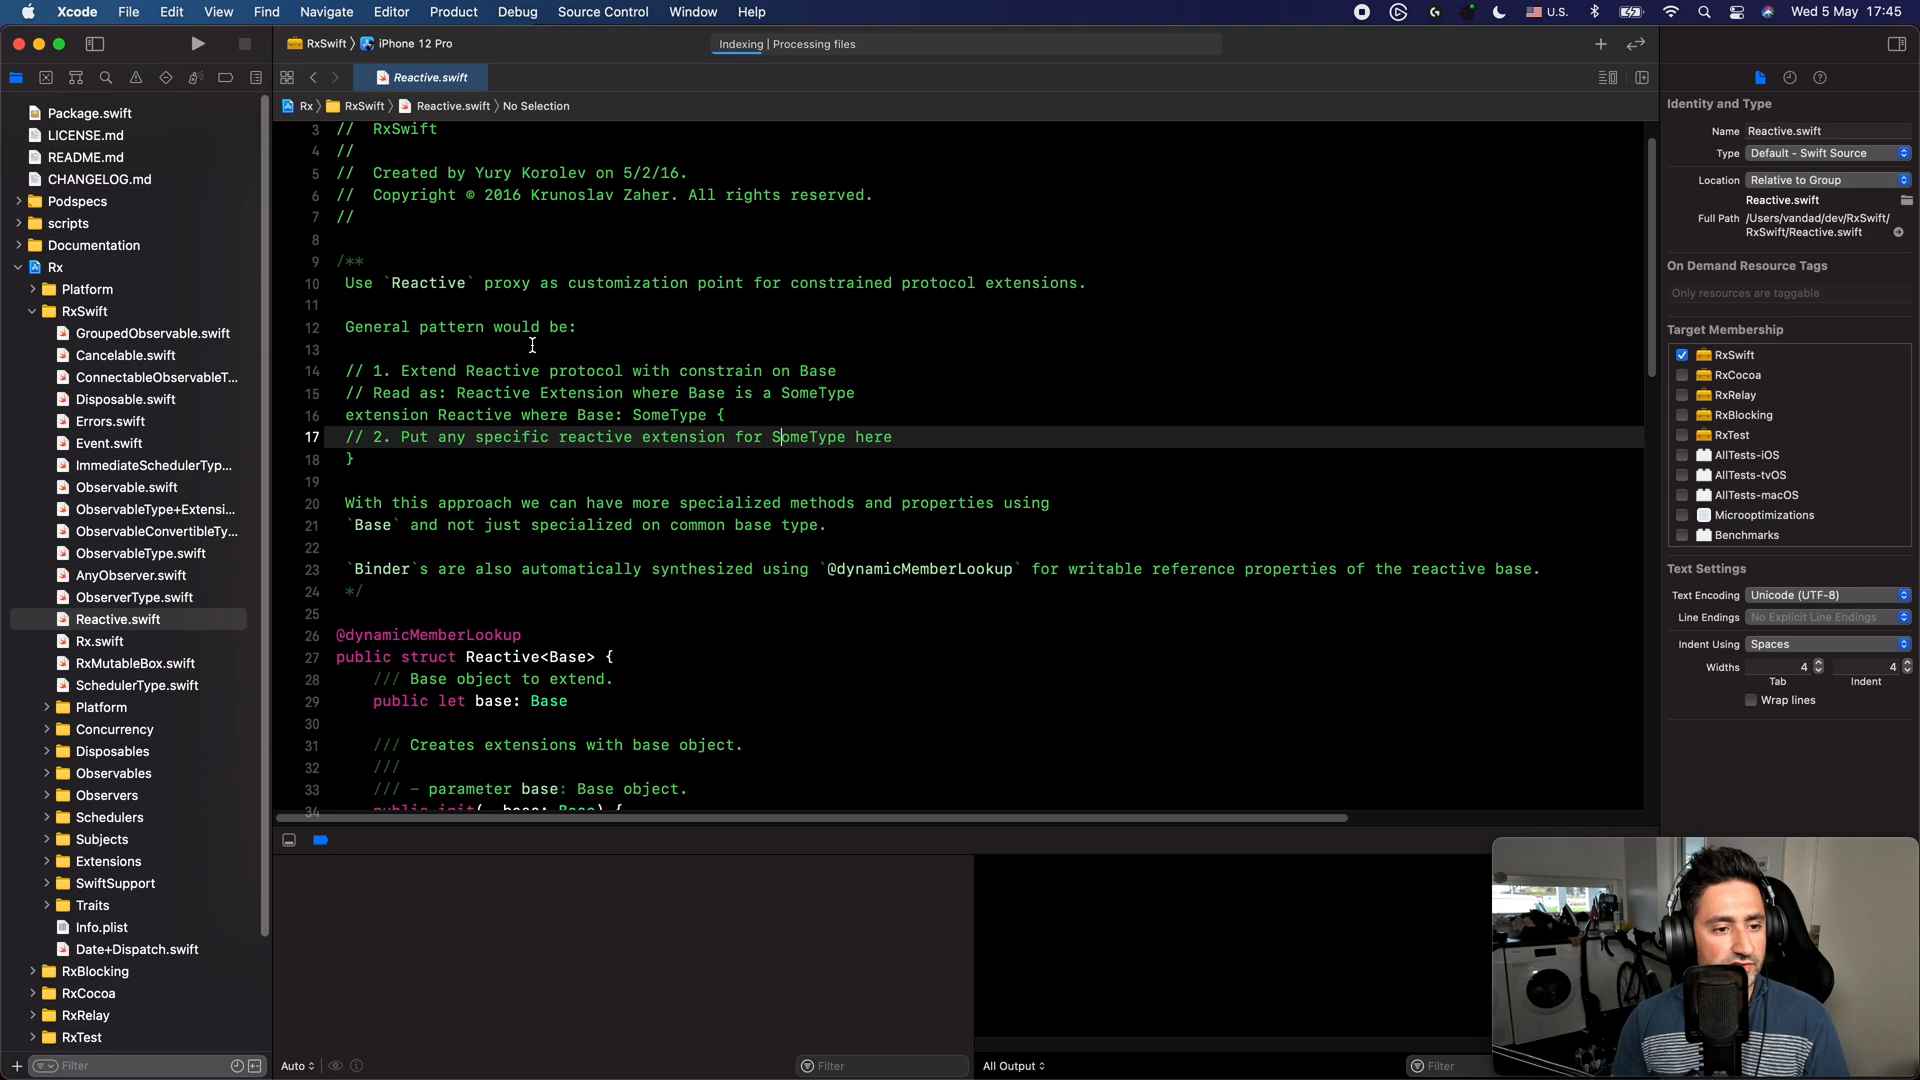 Xcode File Edit View Find Navigate Editor Product Debug Source Control Window Help U.S. Wed 5 May 17:45
RxSwift iPhone 12 Pro Indexing | Processing files
Reactive.swift
Rx RxSwift Reactive.swift No Selection
Package.swift
LICENSE.md
README.md
CHANGELOG.md
Podspecs
scripts
Documentation
Rx
Platform
RxSwift
GroupedObservable.swift
Cancelable.swift
ConnectableObservableT...
Disposable.swift
Errors.swift
Event.swift
ImmediateSchedulerTyp...
Observable.swift
ObservableType+Extensi...
ObservableConvertibleTy...
ObservableType.swift
AnyObserver.swift
ObserverType.swift
Reactive.swift
Rx.swift
RxMutableBox.swift
SchedulerType.swift
Platform
Concurrency
Disposables
Observables
Observers
Schedulers
Subjects
Extensions
SwiftSupport
Traits
Info.plist
Date+Dispatch.swift
RxBlocking
RxCocoa
RxRelay
RxTest
Filter
3 // RxSwift
4 //
5 // Created by Yury Korolev on 5/2/16.
6 // Copyright © 2016 Krunoslav Zaher. All rights reserved.
7 //
8
9 /**
10 Use `Reactive` proxy as customization point for constrained protocol extensions.
11
12 General pattern would be:
13
14 // 1. Extend Reactive protocol with constrain on Base
15 // Read as: Reactive Extension where Base is a SomeType
16 extension Reactive where Base: SomeType {
17 // 2. Put any specific reactive extension for SomeType here
18 }
19
20 With this approach we can have more specialized methods and properties using
21 `Base` and not just specialized on common base type.
22
23 `Binder`s are also automatically synthesized using `@dynamicMemberLookup` for writable reference properties of the reactive base.
24 */
25
26 @dynamicMemberLookup
27 public struct Reactive<Base> {
28 /// Base object to extend.
29 public let base: Base
30
31 /// Creates extensions with base object.
32 ///
33 /// - parameter base: Base object.
34 public init(_ base: Base) {
Auto Filter
All Output Filter
Identity and Type
Name Reactive.swift
Type Default - Swift Source
Location Relative to Group
Reactive.swift
Full Path /Users/vandad/dev/RxSwift/
RxSwift/Reactive.swift
On Demand Resource Tags
Only resources are taggable
Target Membership
RxSwift
RxCocoa
RxRelay
RxBlocking
RxTest
AllTests-iOS
AllTests-tvOS
AllTests-macOS
Microoptimizations
Benchmarks
Text Settings
Text Encoding Unicode (UTF-8)
Line Endings No Explicit Line Endings
Indent Using Spaces
Widths 4 4
Tab Indent
Wrap lines